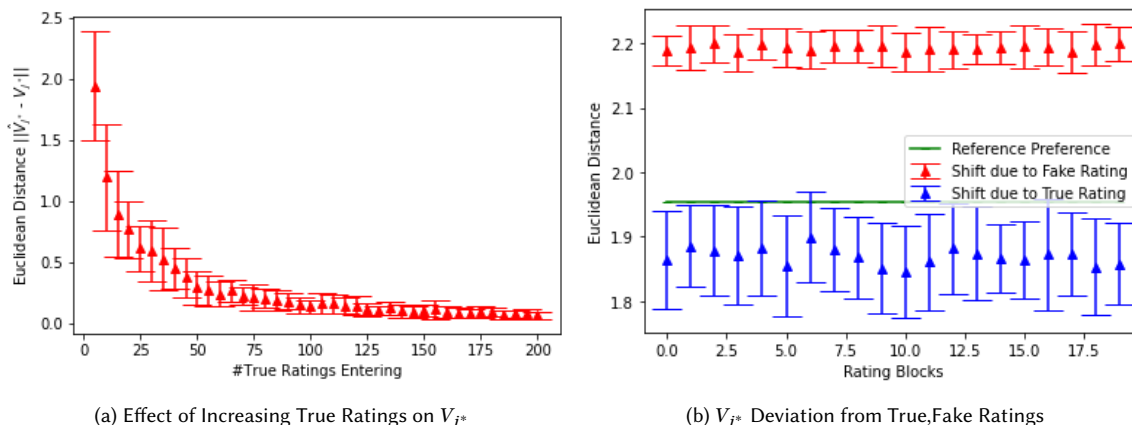 2.5
2.0
1.5
1.0
0.5
0.0
Euclidean Distance ||V̂j* - Vj*||
0 25 50 75 100 125 150 175 200
#True Ratings Entering
(a) Effect of Increasing True Ratings on Vj*
2.2
2.1
2.0
1.9
1.8
Euclidean Distance
Reference Preference
Shift due to Fake Rating
Shift due to True Rating
0.0 2.5 5.0 7.5 10.0 12.5 15.0 17.5
Rating Blocks
(b) Vj* Deviation from True,Fake Ratings